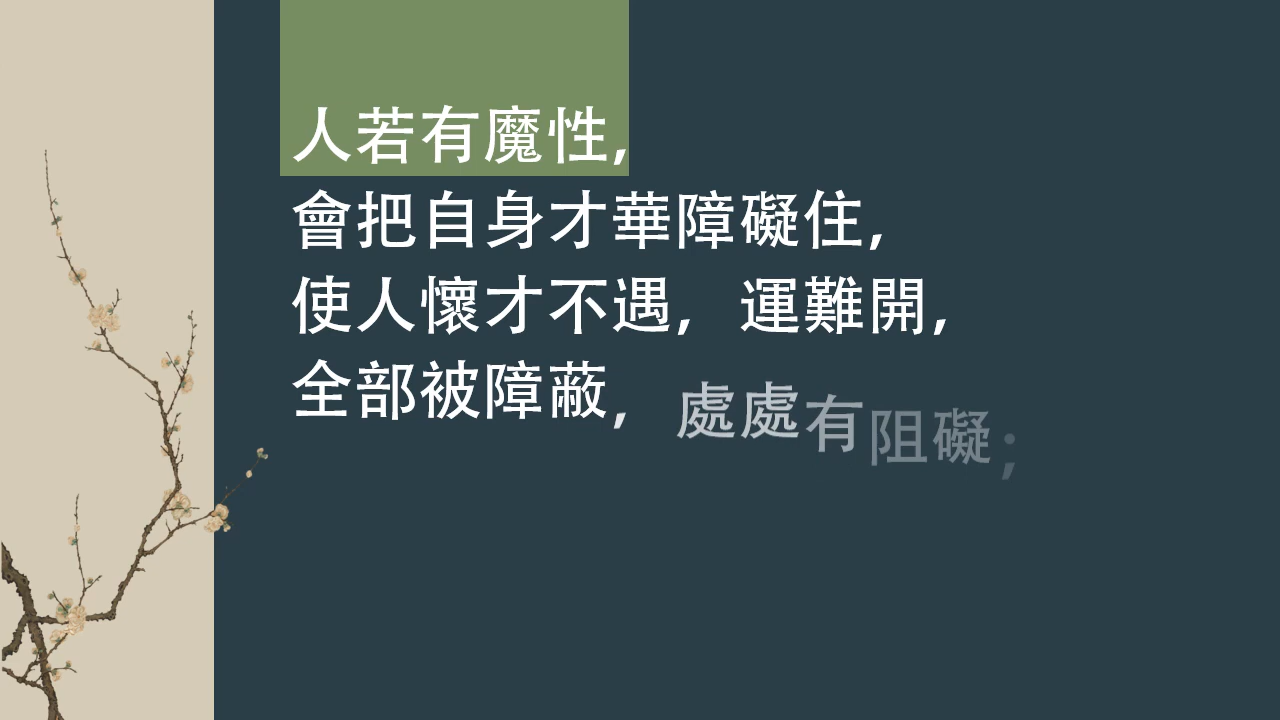 人若有魔性,
會把自身才華障礙住,
使人懷才不遇, 運難開,
全部被障蔽, 處處有阻礙;